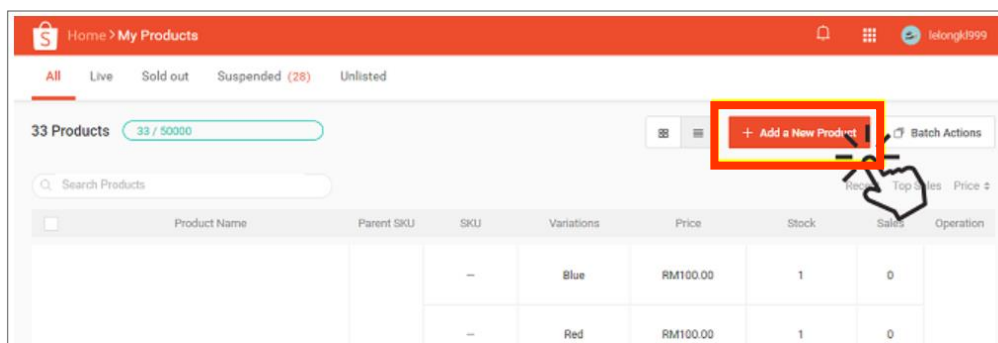 S Home > My Products lelongkl999
All Live Sold out Suspended (28) Unlisted
33 Products 33 / 50000 + Add a New Product Batch Actions
Search Products Top Sales Price
Product Name Parent SKU SKU Variations Price Stock Sales Operation
-- Blue RM100.00 1 0
-- Red RM100.00 1 0